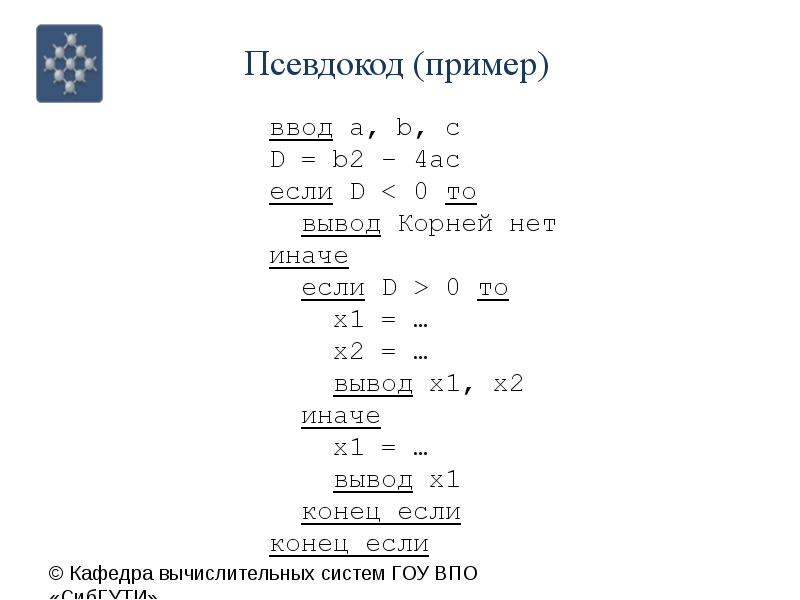 Псевдокод (пример)
ввод a, b, c
D = b2 – 4ac
если D < 0 то
вывод Корней нет
иначе
если D > 0 то
x1 = …
x2 = …
вывод x1, x2
иначе
x1 = …
вывод x1
конец если
конец если
© Кафедра вычислительных систем ГОУ ВПО
«СибГУТИ»